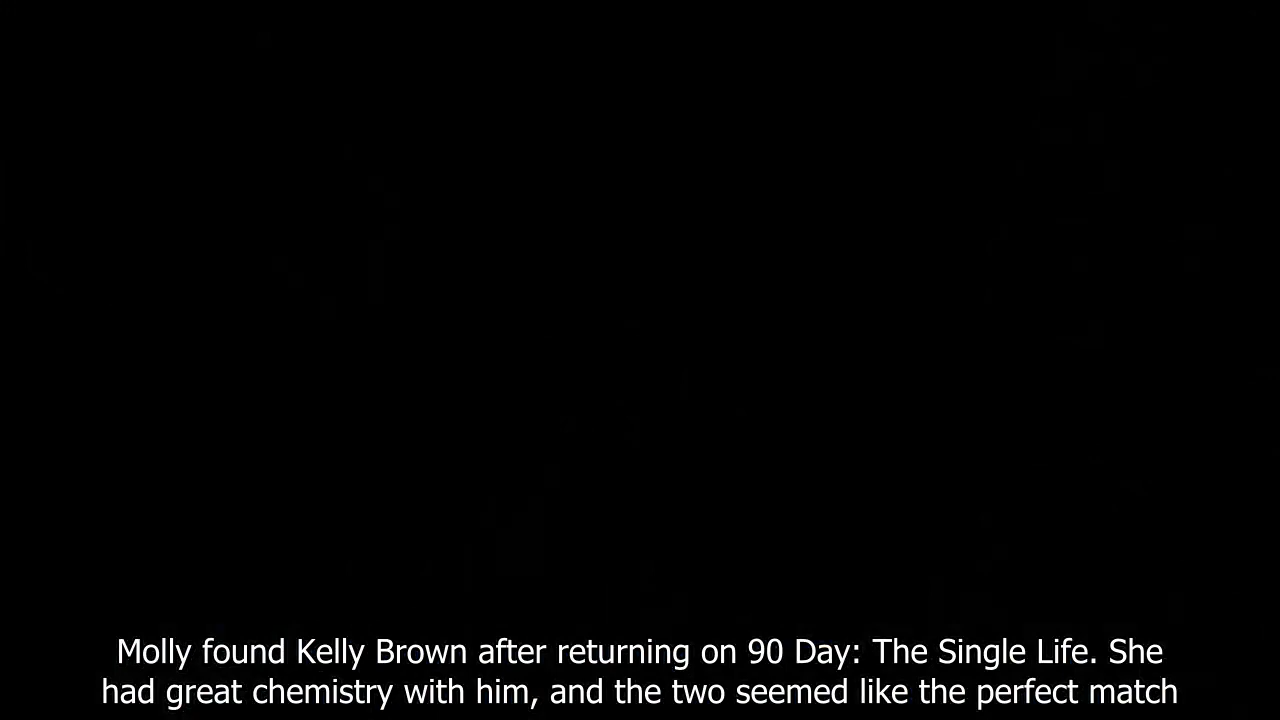 Molly found Kelly Brown after returning on 90 Day: The Single Life. She
had great chemistry with him, and the two seemed like the perfect match